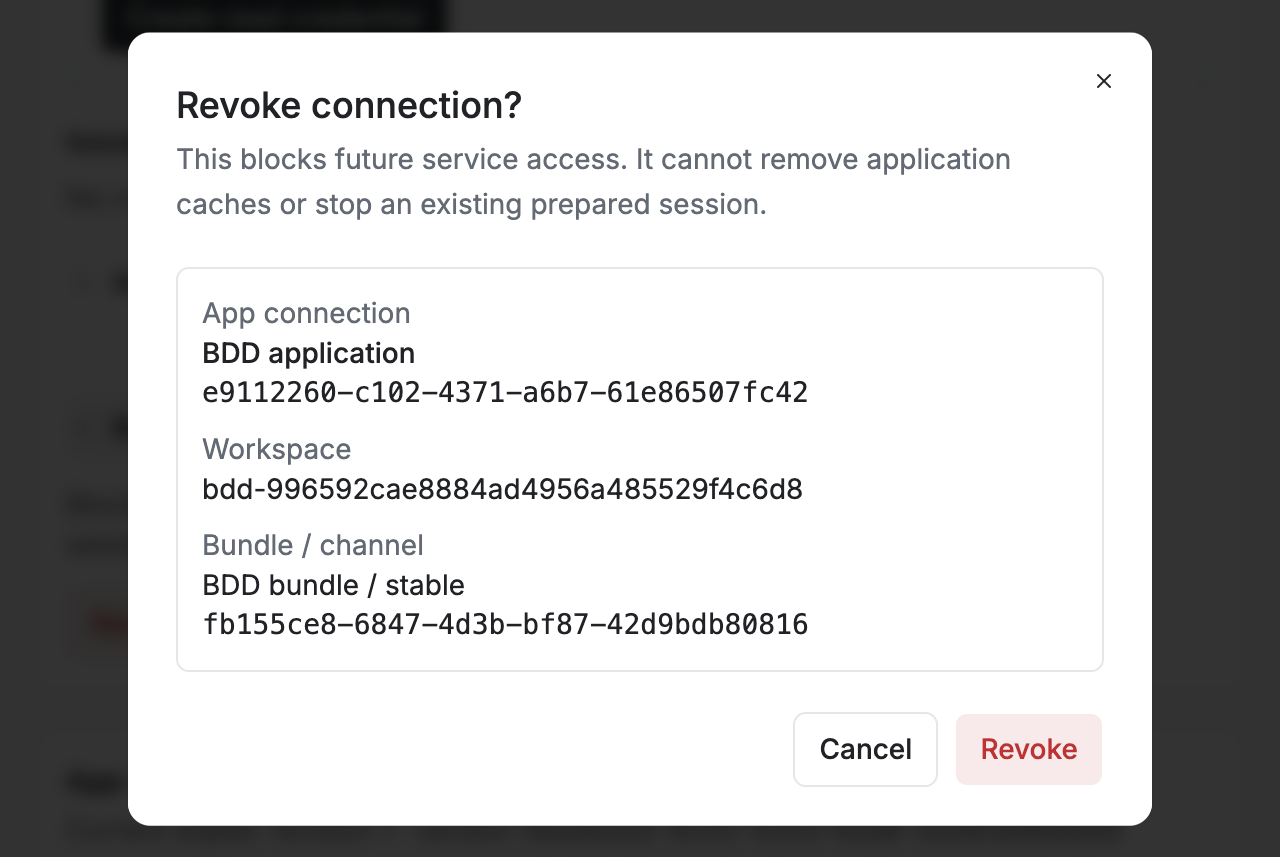 Revoke connection?
This blocks future service access. It cannot remove application
caches or stop an existing prepared session.
App connection
BDD application
e9112260-c102-4371-a6b7-61e86507fc42
Workspace
bdd-996592cae8884ad4956a485529f4c6d8
Bundle / channel
BDD bundle / stable
fb155ce8-6847-4d3b-bf87-42d9bdb80816
Cancel
Revoke